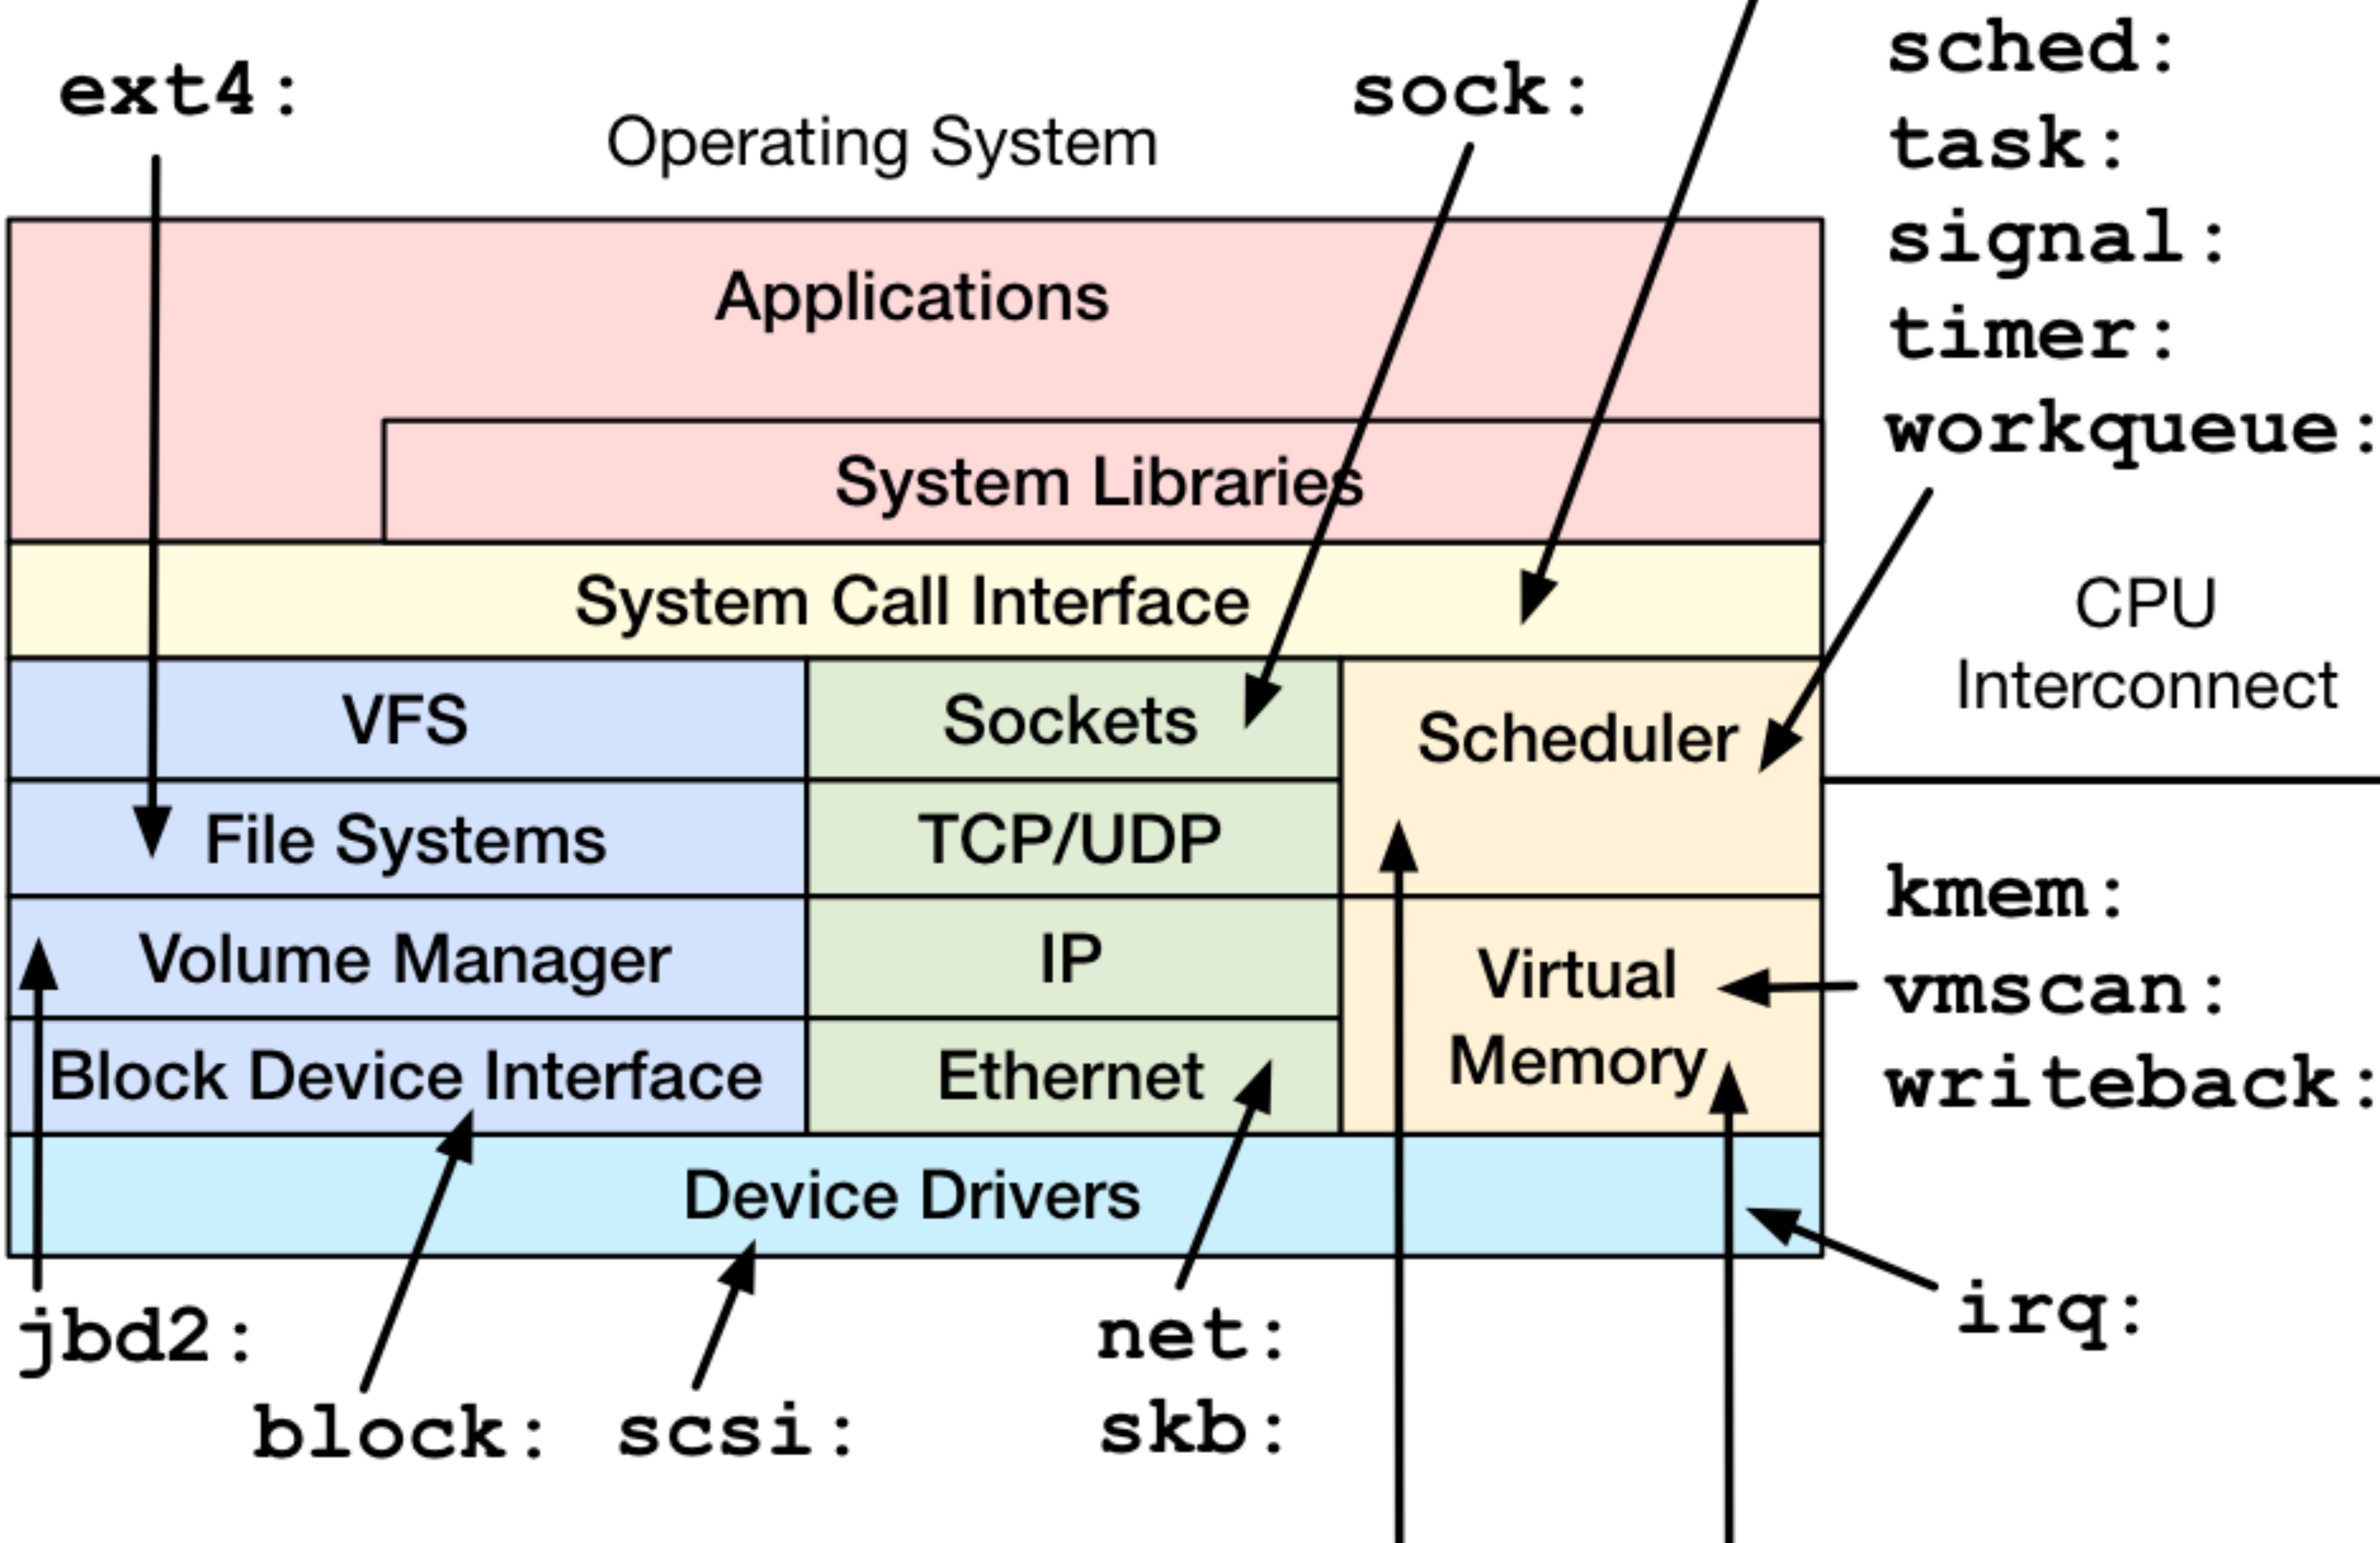 ext4:
Operating System
sock:
sched:
task:
signal:
timer:
workqueue:
Applications
System Libraries
System Call Interface
CPU
Interconnect
VFS
Sockets
Scheduler
File Systems
TCP/UDP
Volume Manager
IP
Virtual
Memory
kmem:
vmscan:
writeback:
Block Device Interface
Ethernet
Device Drivers
irq:
jbd2:
block:
scsi:
net:
skb: